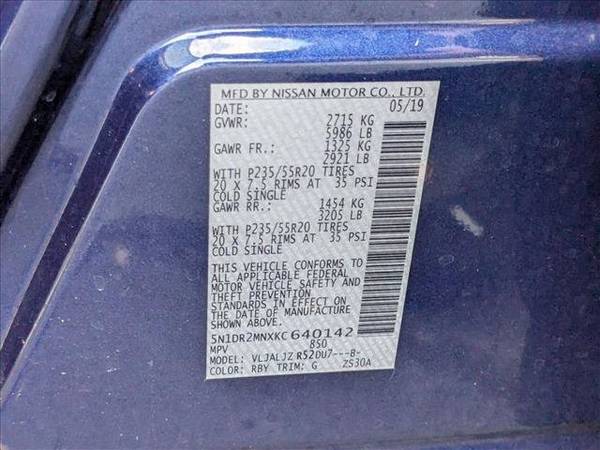 MFD BY NISSAN MOTOR CO., LTD.
DATE: 05/19
GVWR: 2715 KG
5986 LB
GAWR FR.: 1325 KG
2921 LB
WITH P235/55R20 TIRES
20 X 7.5 RIMS AT 35 PSI
COLD SINGLE
GAWR RR.: 1454 KG
3205 LB
WITH P235/55R20 TIRES
20 X 7.5 RIMS AT 35 PSI
COLD SINGLE
THIS VEHICLE CONFORMS TO
ALL APPLICABLE FEDERAL
MOTOR VEHICLE SAFETY AND
THEFT PREVENTION
STANDARDS IN EFFECT ON
THE DATE OF MANUFACTURE
5N1DR2MNXKC640142
MPV 850
MODEL: VLJALJZ R52DU7---B-
COLOR: RBY TRIM: G ZS30A